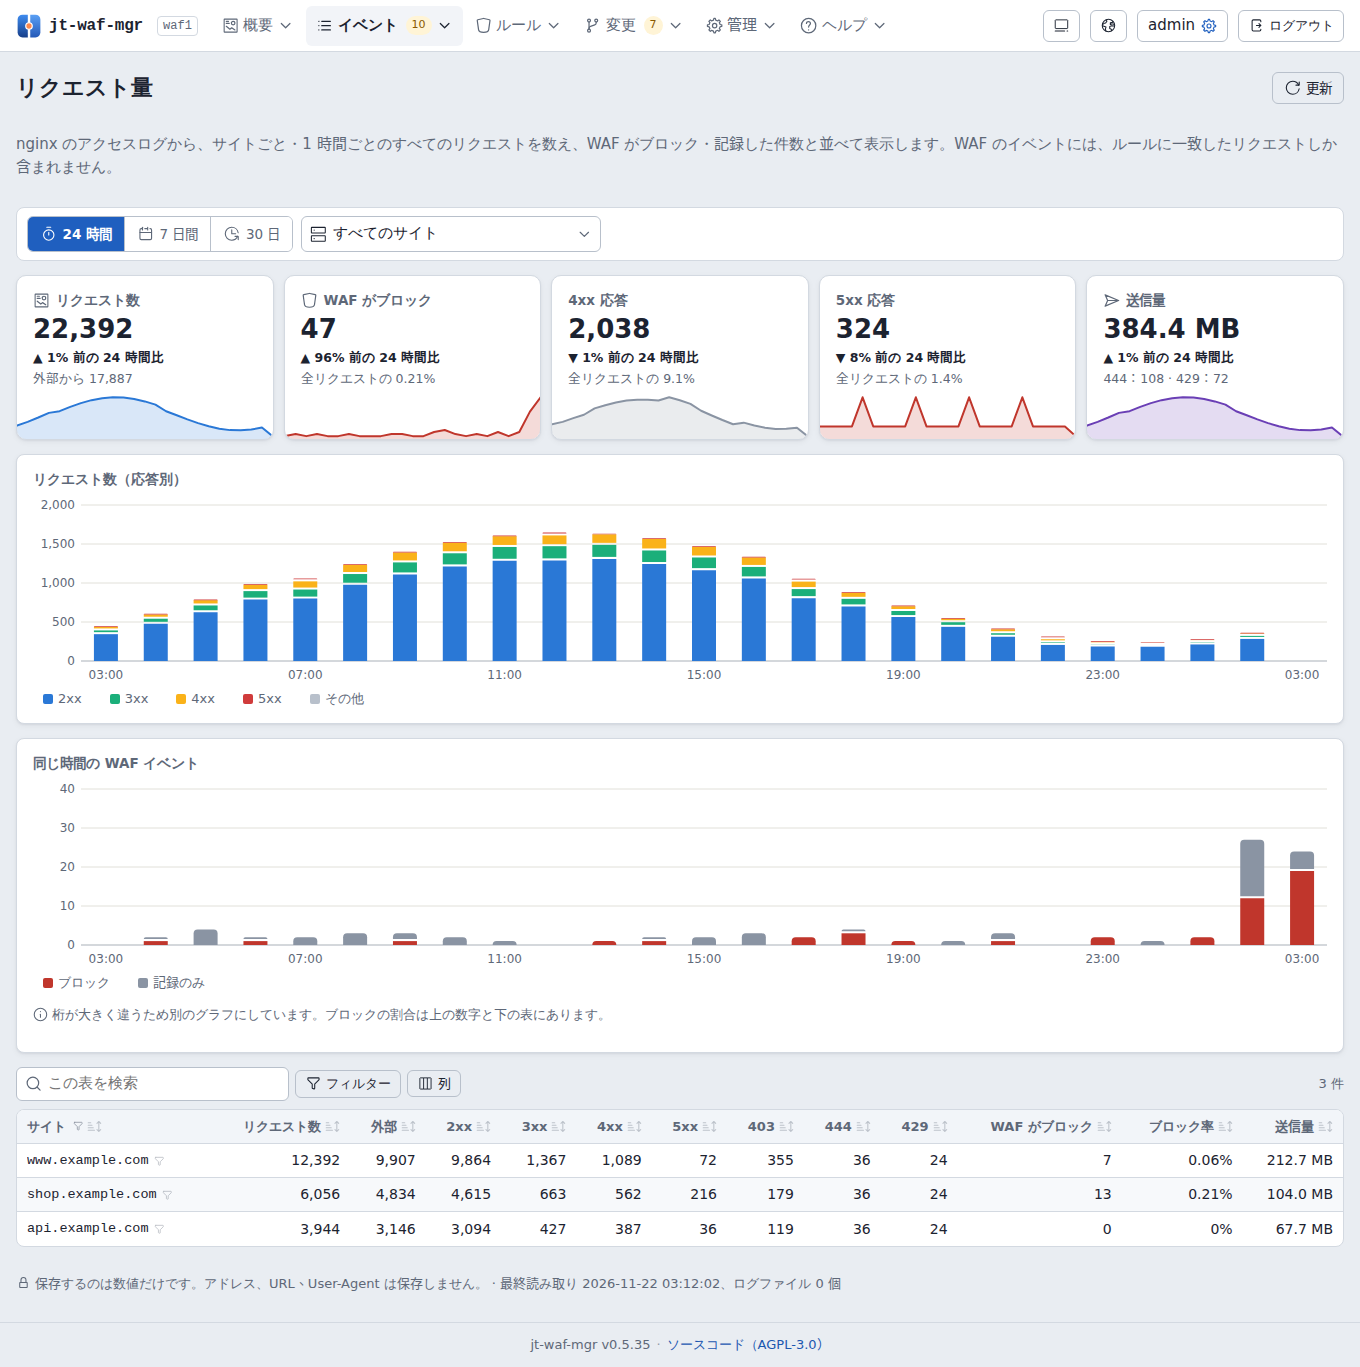 jt-waf-mgr waf1 概要 イベント 10 ルール 変更 7 管理 ヘルプ admin ログアウト
リクエスト量 更新
nginx のアクセスログから、サイトごと・1 時間ごとのすべてのリクエストを数え、WAF がブロック・記録した件数と並べて表示します。WAF のイベントには、ルールに一致したリクエストしか
含まれません。
24 時間 7 日間 30 日 すべてのサイト
リクエスト数
22,392
▲ 1% 前の 24 時間比
外部から 17,887
WAF がブロック
47
▲ 96% 前の 24 時間比
全リクエストの 0.21%
4xx 応答
2,038
▼ 1% 前の 24 時間比
全リクエストの 9.1%
5xx 応答
324
▼ 8% 前の 24 時間比
全リクエストの 1.4%
送信量
384.4 MB
▲ 1% 前の 24 時間比
444：108 · 429：72
リクエスト数（応答別）
2,000
1,500
1,000
500
0
03:00 07:00 11:00 15:00 19:00 23:00 03:00
2xx 3xx 4xx 5xx その他
同じ時間の WAF イベント
40
30
20
10
0
03:00 07:00 11:00 15:00 19:00 23:00 03:00
ブロック 記録のみ
桁が大きく違うため別のグラフにしています。ブロックの割合は上の数字と下の表にあります。
この表を検索 フィルター 列 3 件
サイト リクエスト数 外部 2xx 3xx 4xx 5xx 403 444 429 WAF がブロック ブロック率 送信量
www.example.com 12,392 9,907 9,864 1,367 1,089 72 355 36 24 7 0.06% 212.7 MB
shop.example.com 6,056 4,834 4,615 663 562 216 179 36 24 13 0.21% 104.0 MB
api.example.com 3,944 3,146 3,094 427 387 36 119 36 24 0 0% 67.7 MB
保存するのは数値だけです。アドレス、URL、User-Agent は保存しません。 · 最終読み取り 2026-11-22 03:12:02、ログファイル 0 個
jt-waf-mgr v0.5.35 · ソースコード（AGPL-3.0）